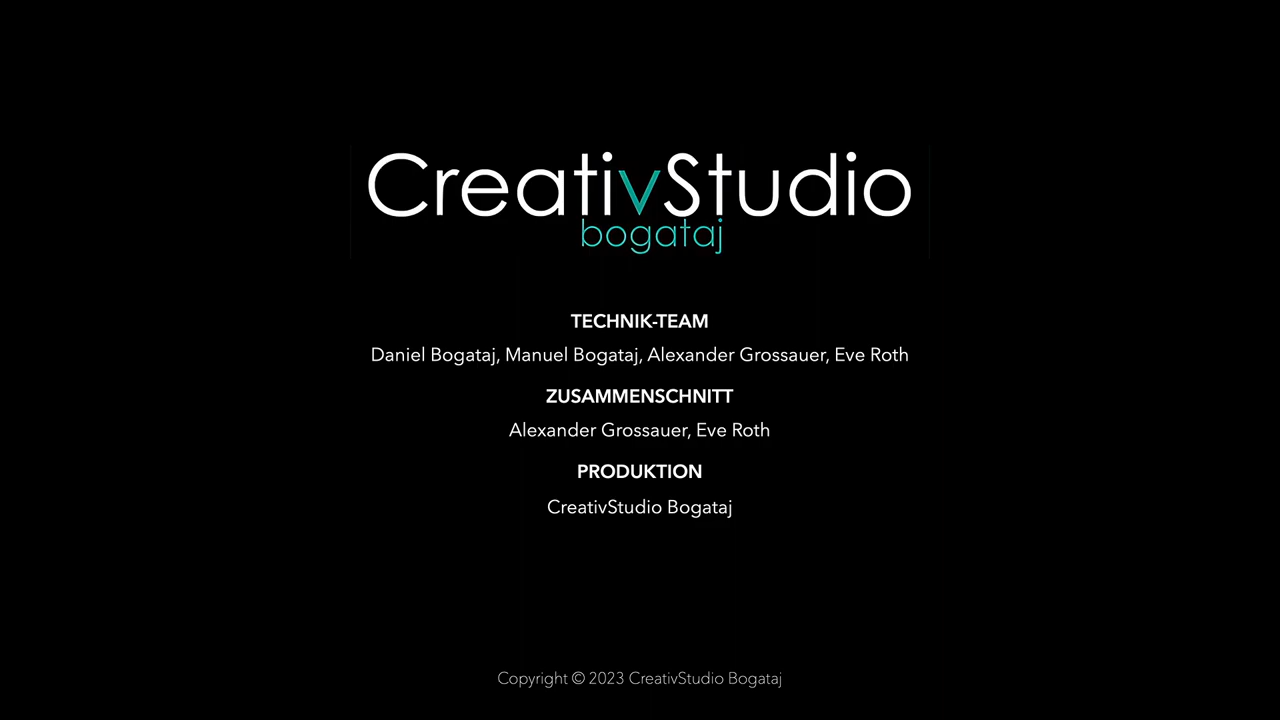 CreativStudio
bogataj
TECHNIK-TEAM
Daniel Bogataj, Manuel Bogataj, Alexander Grossauer, Eve Roth
ZUSAMMENSCHNITT
Alexander Grossauer, Eve Roth
PRODUKTION
CreativStudio Bogataj
Copyright © 2023 CreativStudio Bogataj